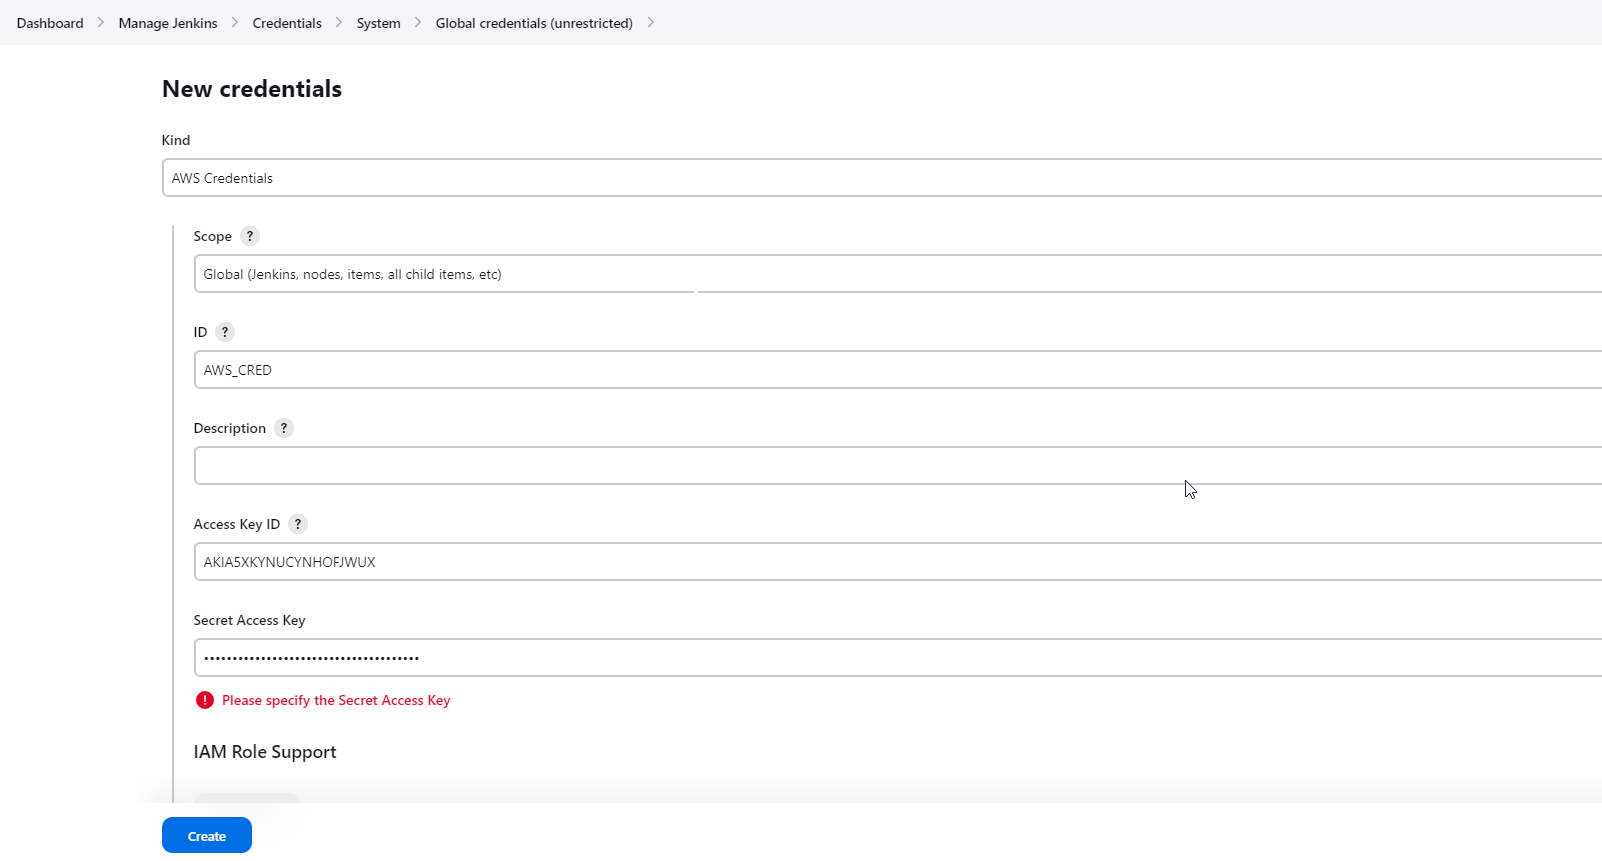 Dashboard > Manage Jenkins > Credentials > System > Global credentials (unrestricted) >
New credentials
Kind
AWS Credentials
Scope ?
Global (Jenkins, nodes, items, all child items, etc)
ID ?
AWS_CRED
Description ?
Access Key ID ?
AKIA5XKYNUCYNHOFJWUX
Secret Access Key
••••••••••••••••••••••••••••••••••••••
! Please specify the Secret Access Key
IAM Role Support
Create